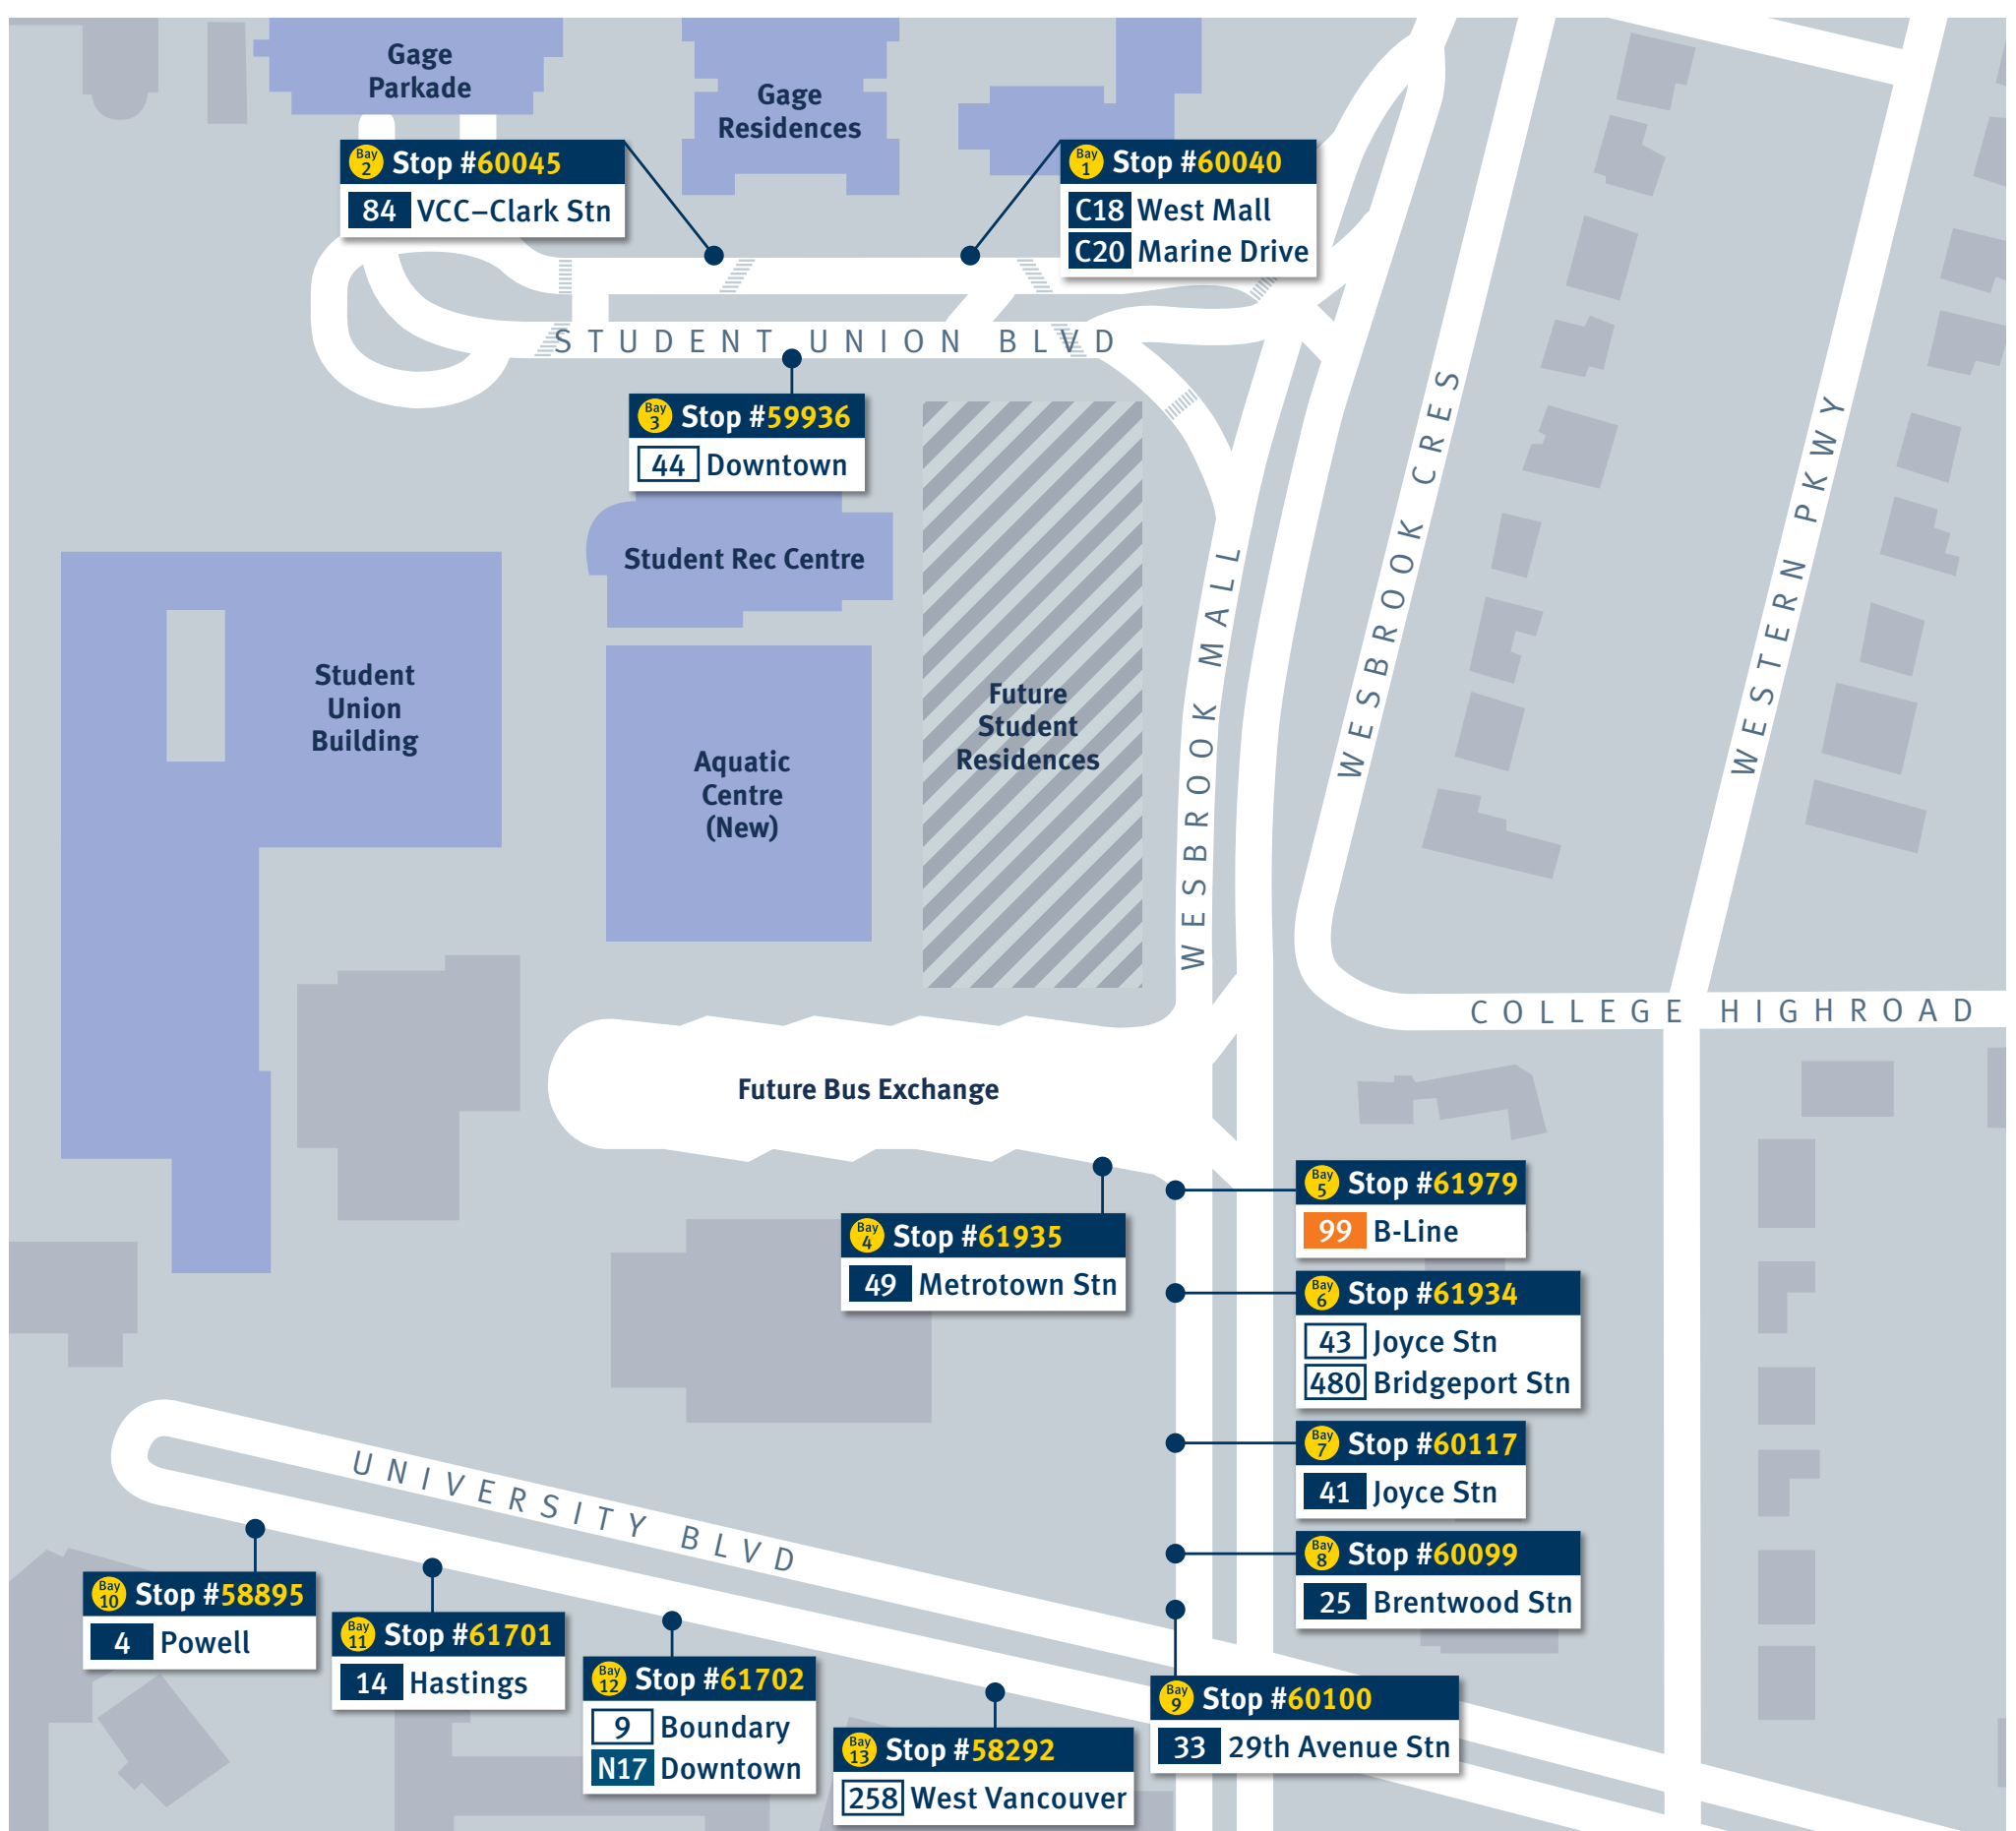 Gage
Parkade
Gage
Residences
Bay 2 Stop #60045
84 VCC–Clark Stn
Bay 1 Stop #60040
C18 West Mall
C20 Marine Drive
STUDENT UNION BLVD
Bay 3 Stop #59936
44 Downtown
Student Rec Centre
Student
Union
Building
Aquatic
Centre
(New)
Future
Student
Residences
WESBROOK MALL
WESBROOK CRES
WESTERN PKWY
COLLEGE HIGHROAD
Future Bus Exchange
Bay 4 Stop #61935
49 Metrotown Stn
Bay 5 Stop #61979
99 B-Line
Bay 6 Stop #61934
43 Joyce Stn
480 Bridgeport Stn
Bay 7 Stop #60117
41 Joyce Stn
Bay 8 Stop #60099
25 Brentwood Stn
Bay 9 Stop #60100
33 29th Avenue Stn
UNIVERSITY BLVD
Bay 10 Stop #58895
4 Powell
Bay 11 Stop #61701
14 Hastings
Bay 12 Stop #61702
9 Boundary
N17 Downtown
Bay 13 Stop #58292
258 West Vancouver